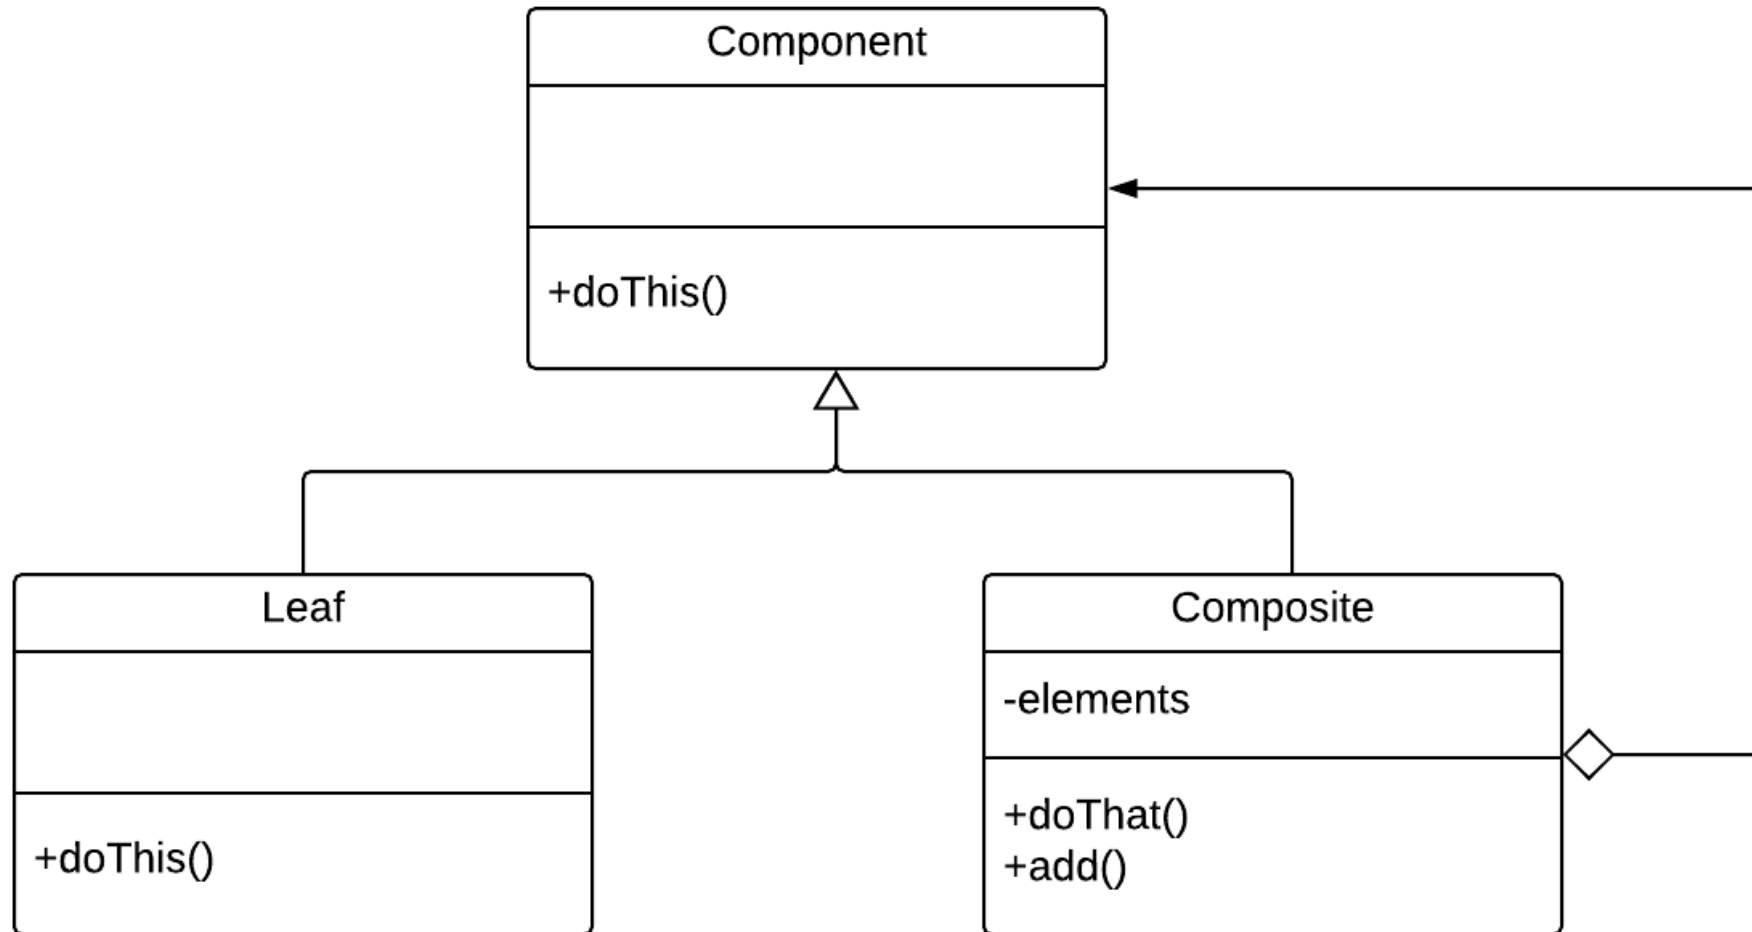 Component
+doThis()
Leaf
+doThis()
Composite
-elements
+doThat()
+add()